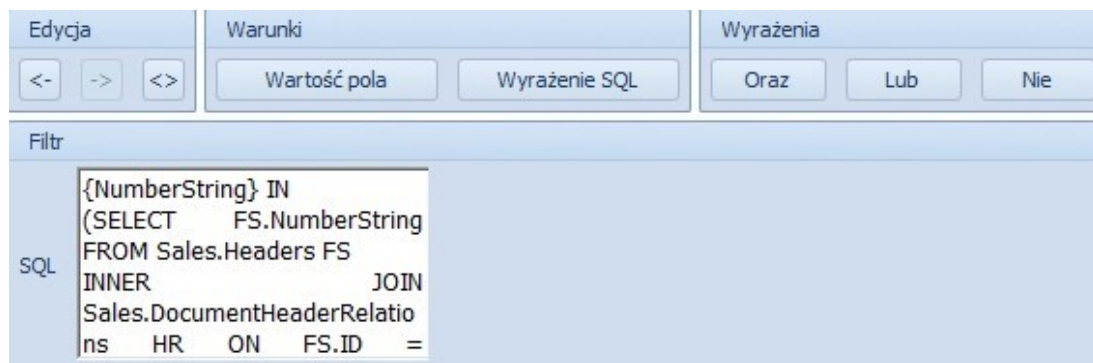 Edycja Warunki Wyrażenia
<- -> <> Wartość pola Wyrażenie SQL Oraz Lub Nie
Filtr
{NumberString} IN
(SELECT FS.NumberString
FROM Sales.Headers FS
SQL
INNER JOIN
Sales.DocumentHeaderRelatio
ns HR ON FS.ID =